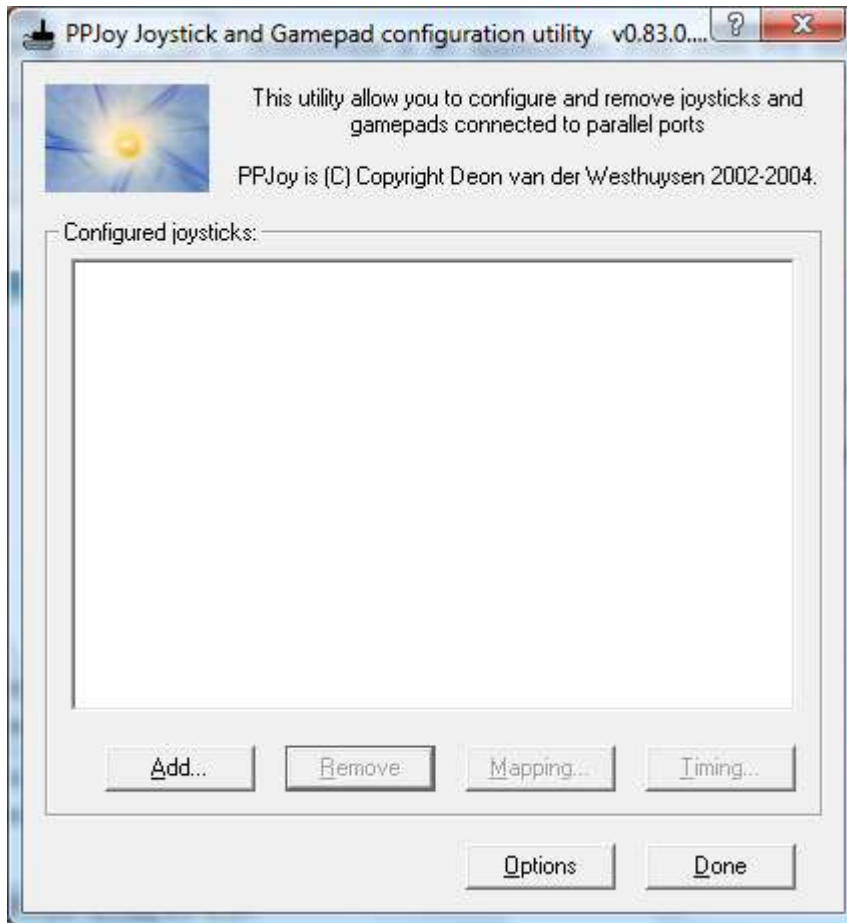 PPJoy Joystick and Gamepad configuration utility v0.83.0....
This utility allow you to configure and remove joysticks and
gamepads connected to parallel ports
PPJoy is (C) Copyright Deon van der Westhuysen 2002-2004.
Configured joysticks:
Add... Remove Mapping... Timing...
Options Done